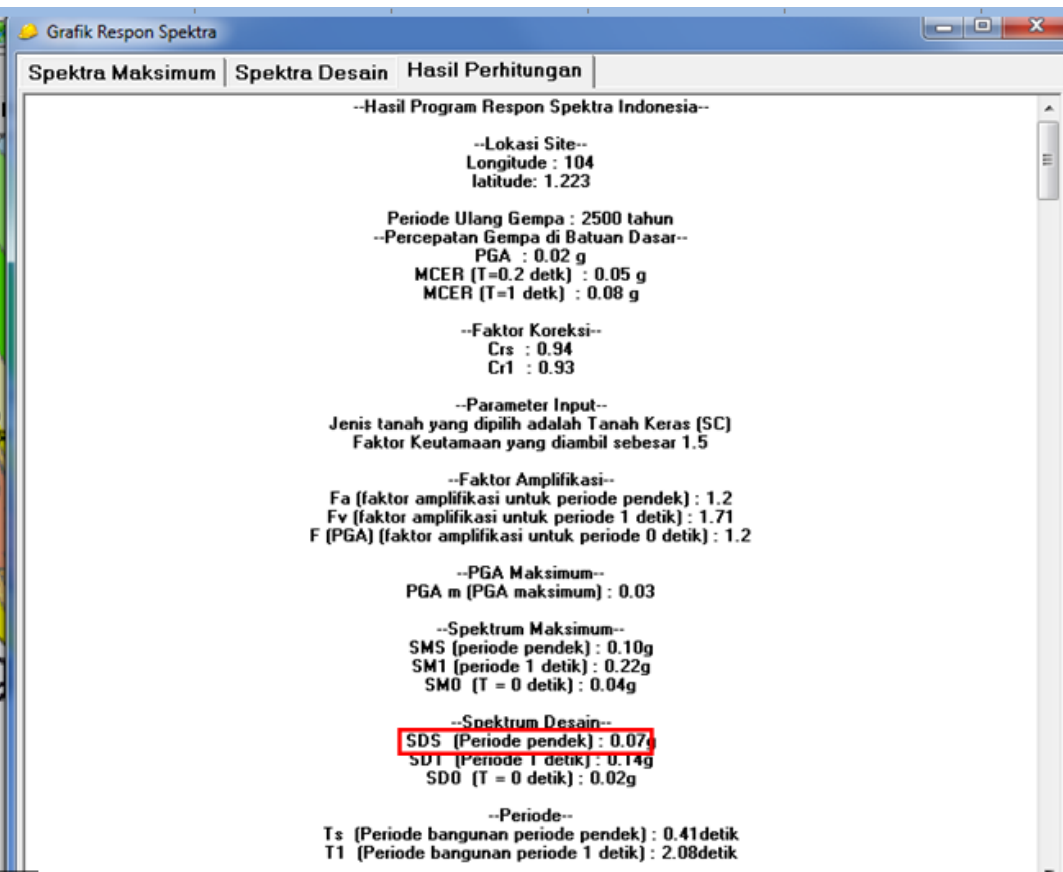 Grafik Respon Spektra
Spektra Maksimum Spektra Desain Hasil Perhitungan
--Hasil Program Respon Spektra Indonesia--
--Lokasi Site--
Longitude : 104
latitude: 1.223
Periode Ulang Gempa : 2500 tahun
--Percepatan Gempa di Batuan Dasar--
PGA : 0.02 g
MCER (T=0.2 detk) : 0.05 g
MCER (T=1 detk) : 0.08 g
--Faktor Koreksi--
Crs : 0.94
Cr1 : 0.93
--Parameter Input--
Jenis tanah yang dipilih adalah Tanah Keras (SC)
Faktor Keutamaan yang diambil sebesar 1.5
--Faktor Amplifikasi--
Fa (faktor amplifikasi untuk periode pendek) : 1.2
Fv (faktor amplifikasi untuk periode 1 detik) : 1.71
F (PGA) (faktor amplifikasi untuk periode 0 detik) : 1.2
--PGA Maksimum--
PGA m (PGA maksimum) : 0.03
--Spektrum Maksimum--
SMS (periode pendek) : 0.10g
SM1 (periode 1 detik) : 0.22g
SM0 (T = 0 detik) : 0.04g
--Spektrum Desain--
SDS (Periode pendek) : 0.07g
SD1 (Periode 1 detik) : 0.14g
SD0 (T = 0 detik) : 0.02g
--Periode--
Ts (Periode bangunan periode pendek) : 0.41detik
T1 (Periode bangunan periode 1 detik) : 2.08detik